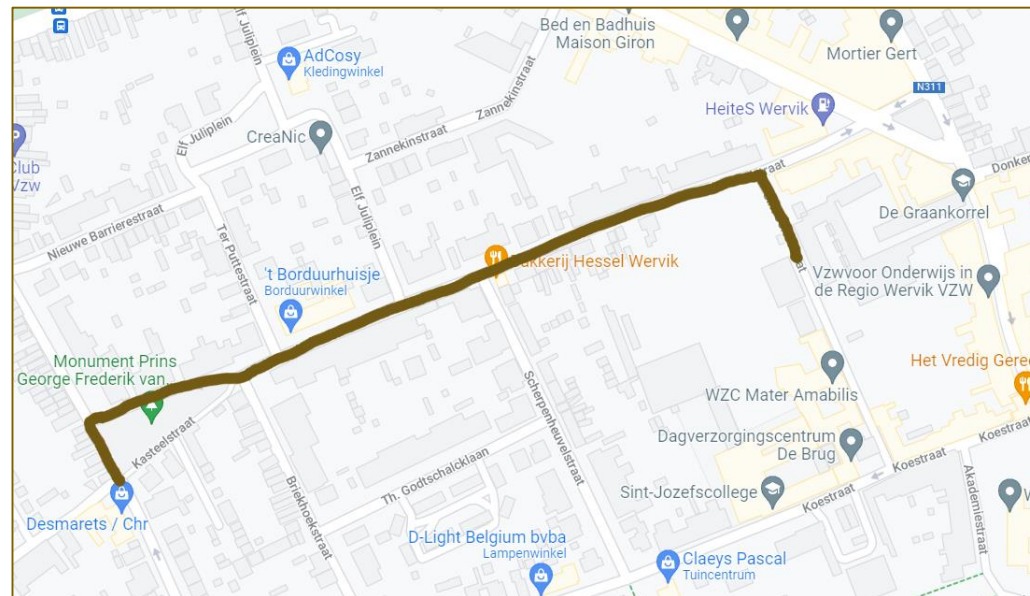 Bed en Badhuis
Maison Giron
Mortier Gert
AdCosy
Kledingwinkel
Elf Juliplein
N311
HeiteS Wervik
Zannekinstraat
CreaNic
Elf Juliplein
Zannekinstraat
Club
Vzw
Elf Juliplein
De Graankorrel
Nieuwe Barrierestraat
Ter Puttestraat
Hessel Wervik
't Borduurhuisje
Borduurwinkel
Vzwvoor Onderwijs in
de Regio Wervik VZW
Monument Prins
George Frederik van...
Het Vredig
WZC Mater Amabilis
Scherpenheuvelstraat
Kasteelstraat
Dagverzorgingscentrum
De Brug
Koestraat
Koestraat
Th. Godtschalcklaan
Briekhoekstraat
Sint-Jozefscollege
Koestraat
Akademiestraat
Desmarets / Chr
D-Light Belgium bvba
Lampenwinkel
Claeys Pascal
Tuincentrum